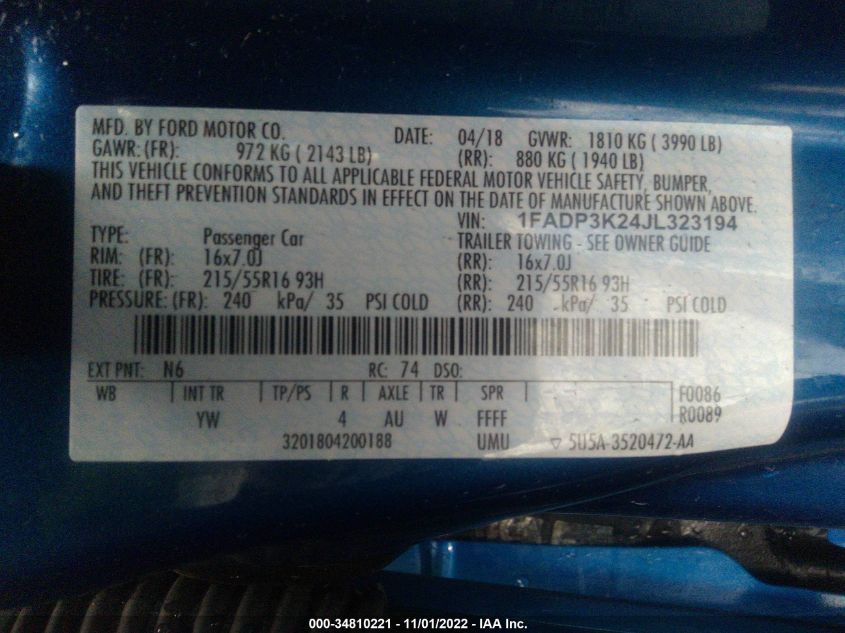 MFD. BY FORD MOTOR CO. DATE: 04/18 GVWR: 1810 KG ( 3990 LB)
GAWR: (FR): 972 KG ( 2143 LB) (RR): 880 KG ( 1940 LB)
THIS VEHICLE CONFORMS TO ALL APPLICABLE FEDERAL MOTOR VEHICLE SAFETY, BUMPER,
AND THEFT PREVENTION STANDARDS IN EFFECT ON THE DATE OF MANUFACTURE SHOWN ABOVE.
VIN: 1FADP3K24JL323194
TYPE: Passenger Car TRAILER TOWING - SEE OWNER GUIDE
RIM: (FR): 16x7.0J (RR): 16x7.0J
TIRE: (FR): 215/55R16 93H (RR): 215/55R16 93H
PRESSURE: (FR): 240 kPa/ 35 PSI COLD (RR): 240 kPa/ 35 PSI COLD
EXT PNT: N6 RC: 74 DSO:
WB INT TR TP/PS R AXLE TR SPR F0086
YW 4 AU W FFFF R0089
3201804200188 UMU ▽ 5U5A-3520472-AA
000-34810221 - 11/01/2022 - IAA Inc.